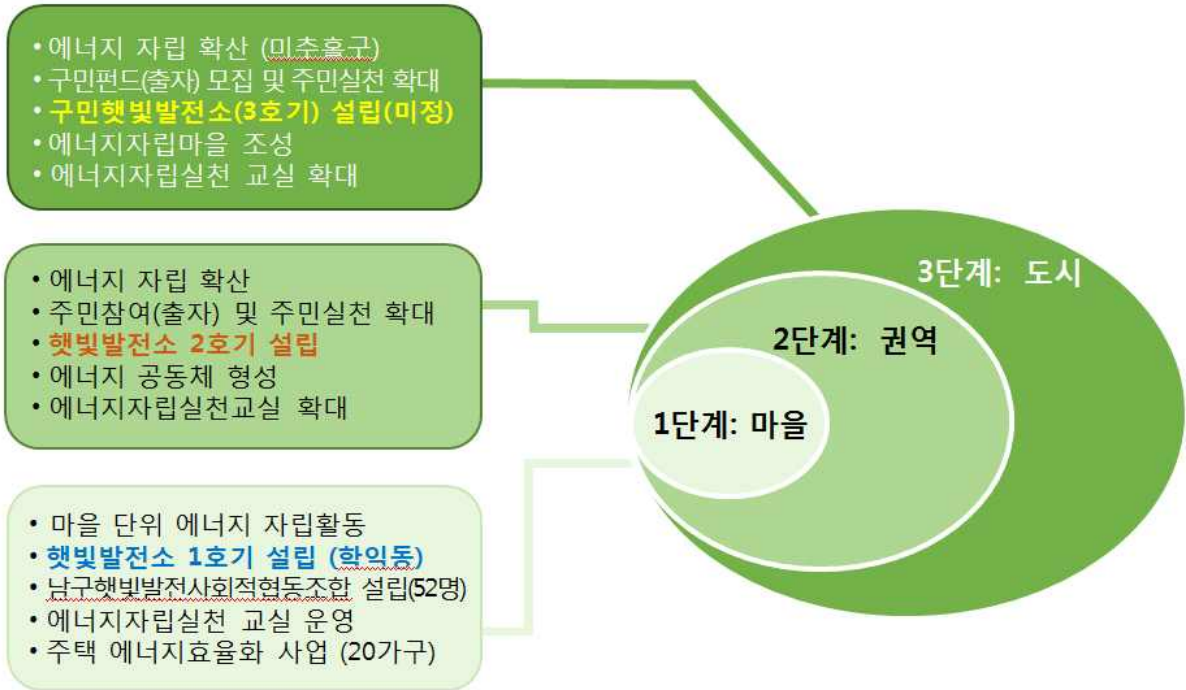 • 에너지 자립 확산 (미추홀구)
• 구민펀드(출자) 모집 및 주민실천 확대
• 구민햇빛발전소(3호기) 설립(미정)
• 에너지자립마을 조성
• 에너지자립실천 교실 확대
• 에너지 자립 확산
• 주민참여(출자) 및 주민실천 확대
• 햇빛발전소 2호기 설립
• 에너지 공동체 형성
• 에너지자립실천교실 확대
• 마을 단위 에너지 자립활동
• 햇빛발전소 1호기 설립 (학익동)
• 남구햇빛발전사회적협동조합 설립(52명)
• 에너지자립실천 교실 운영
• 주택 에너지효율화 사업 (20가구)
3단계: 도시
2단계: 권역
1단계: 마을